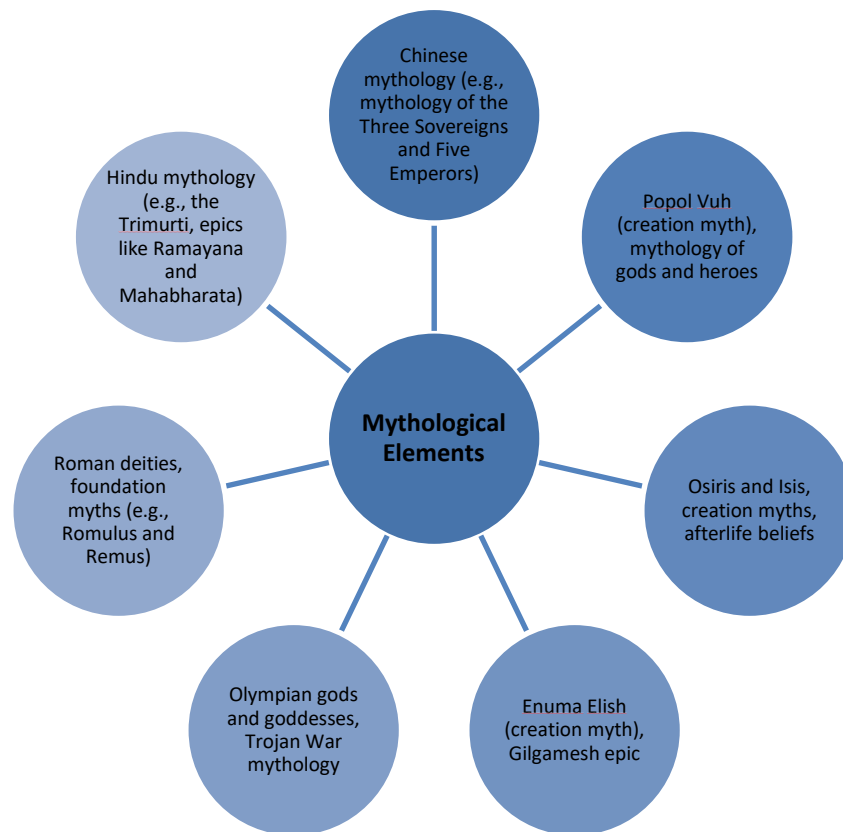 Chinese
mythology (e.g.,
mythology of the
Three Sovereigns
and Five
Emperors)
Popol Vuh
(creation myth),
mythology of
gods and heroes
Osiris and Isis,
creation myths,
afterlife beliefs
Enuma Elish
(creation myth),
Gilgamesh epic
Olympian gods
and goddesses,
Trojan War
mythology
Roman deities,
foundation
myths (e.g.,
Romulus and
Remus)
Hindu mythology
(e.g., the
Trimurti, epics
like Ramayana
and
Mahabharata)
Mythological
Elements